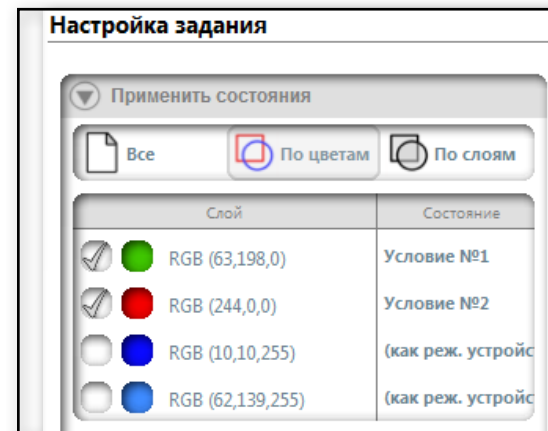 Настройка задания
Применить состояния
Все По цветам По слоям
Слой Состояние
RGB (63,198,0) Условие №1
RGB (244,0,0) Условие №2
RGB (10,10,255) (как реж. устройс
RGB (62,139,255) (как реж. устройс